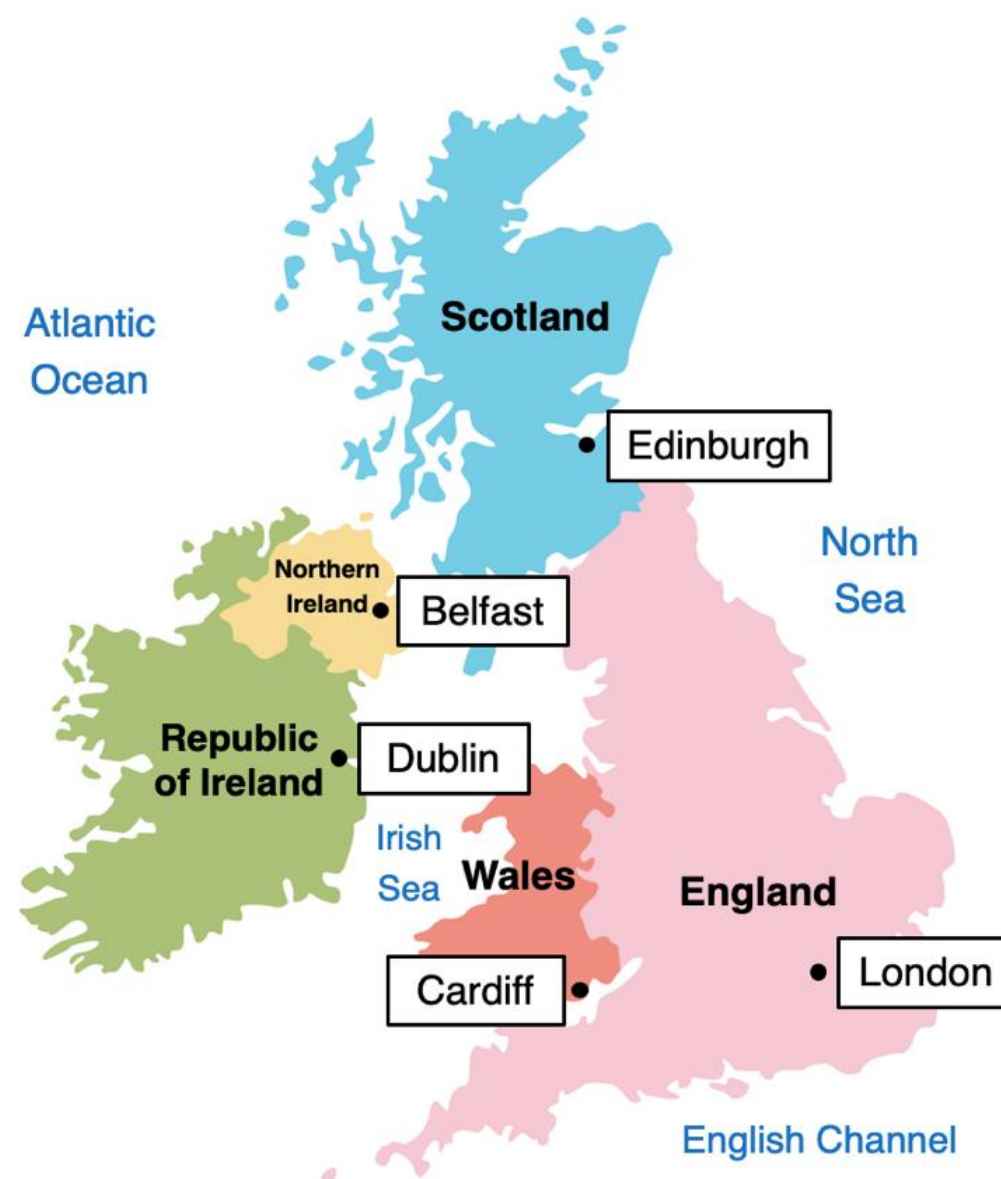 Scotland
Atlantic
Ocean
Edinburgh
North
Sea
Northern
Ireland
Belfast
Republic
of Ireland
Dublin
Irish
Sea
Wales
England
London
Cardiff
English Channel